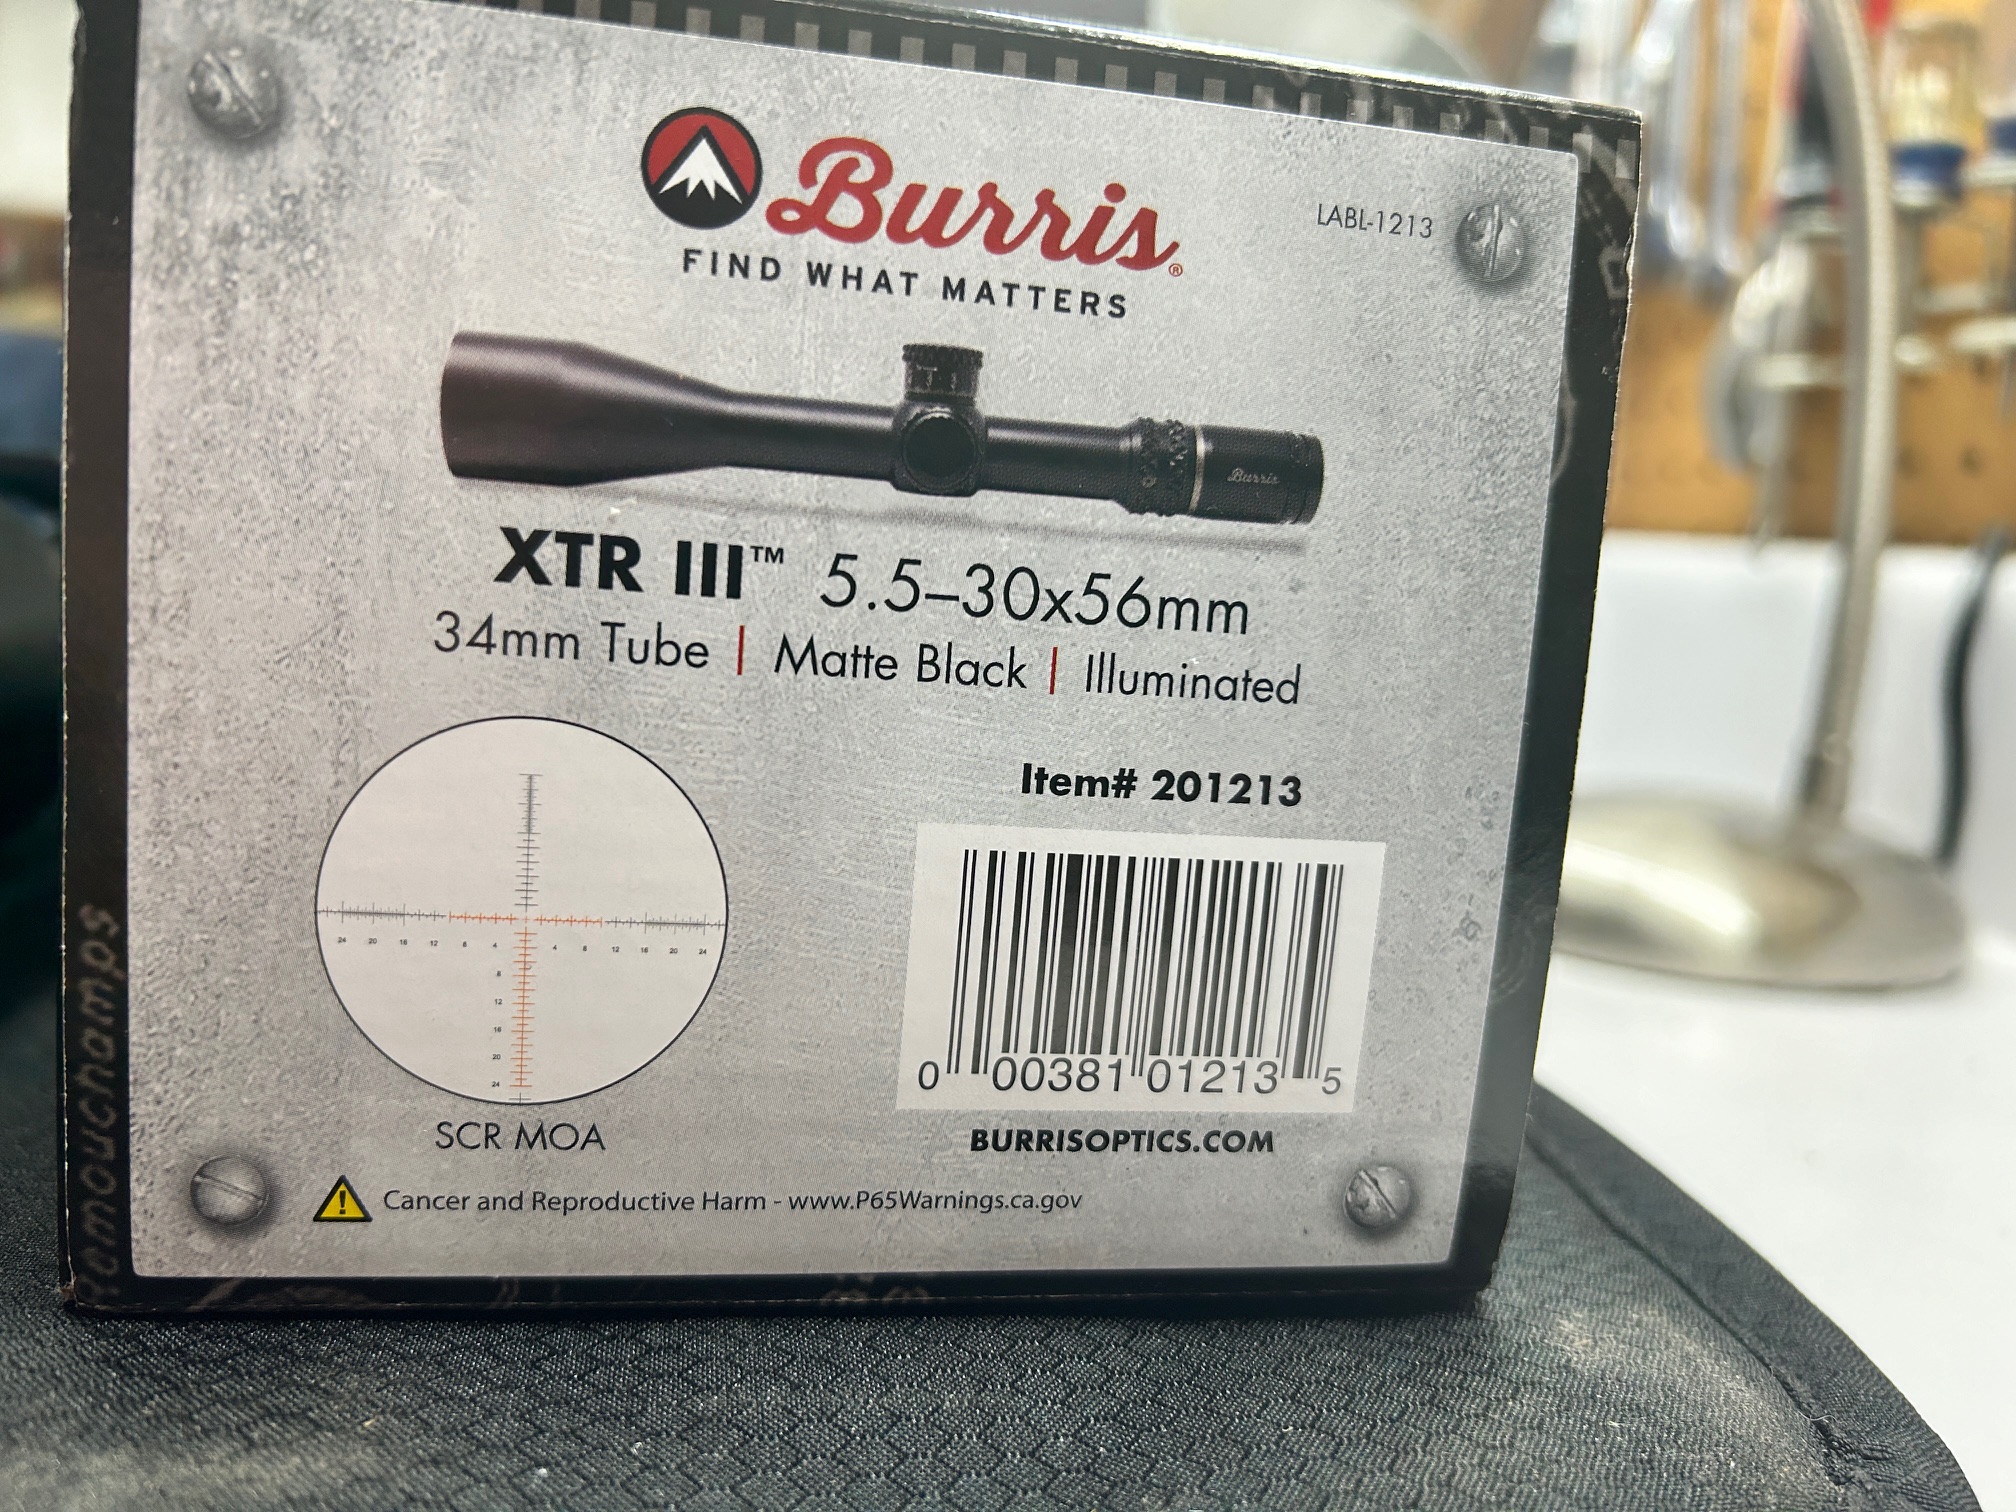 Burris®
FIND WHAT MATTERS
LABL-1213
Burris
XTR III™ 5.5–30x56mm
34mm Tube | Matte Black | Illuminated
Item# 201213
24 20 16 12 8 4 4 8 12 16 20 24
8
12
16
20
24
0 00381 01213 5
SCR MOA
BURRISOPTICS.COM
Cancer and Reproductive Harm - www.P65Warnings.ca.gov